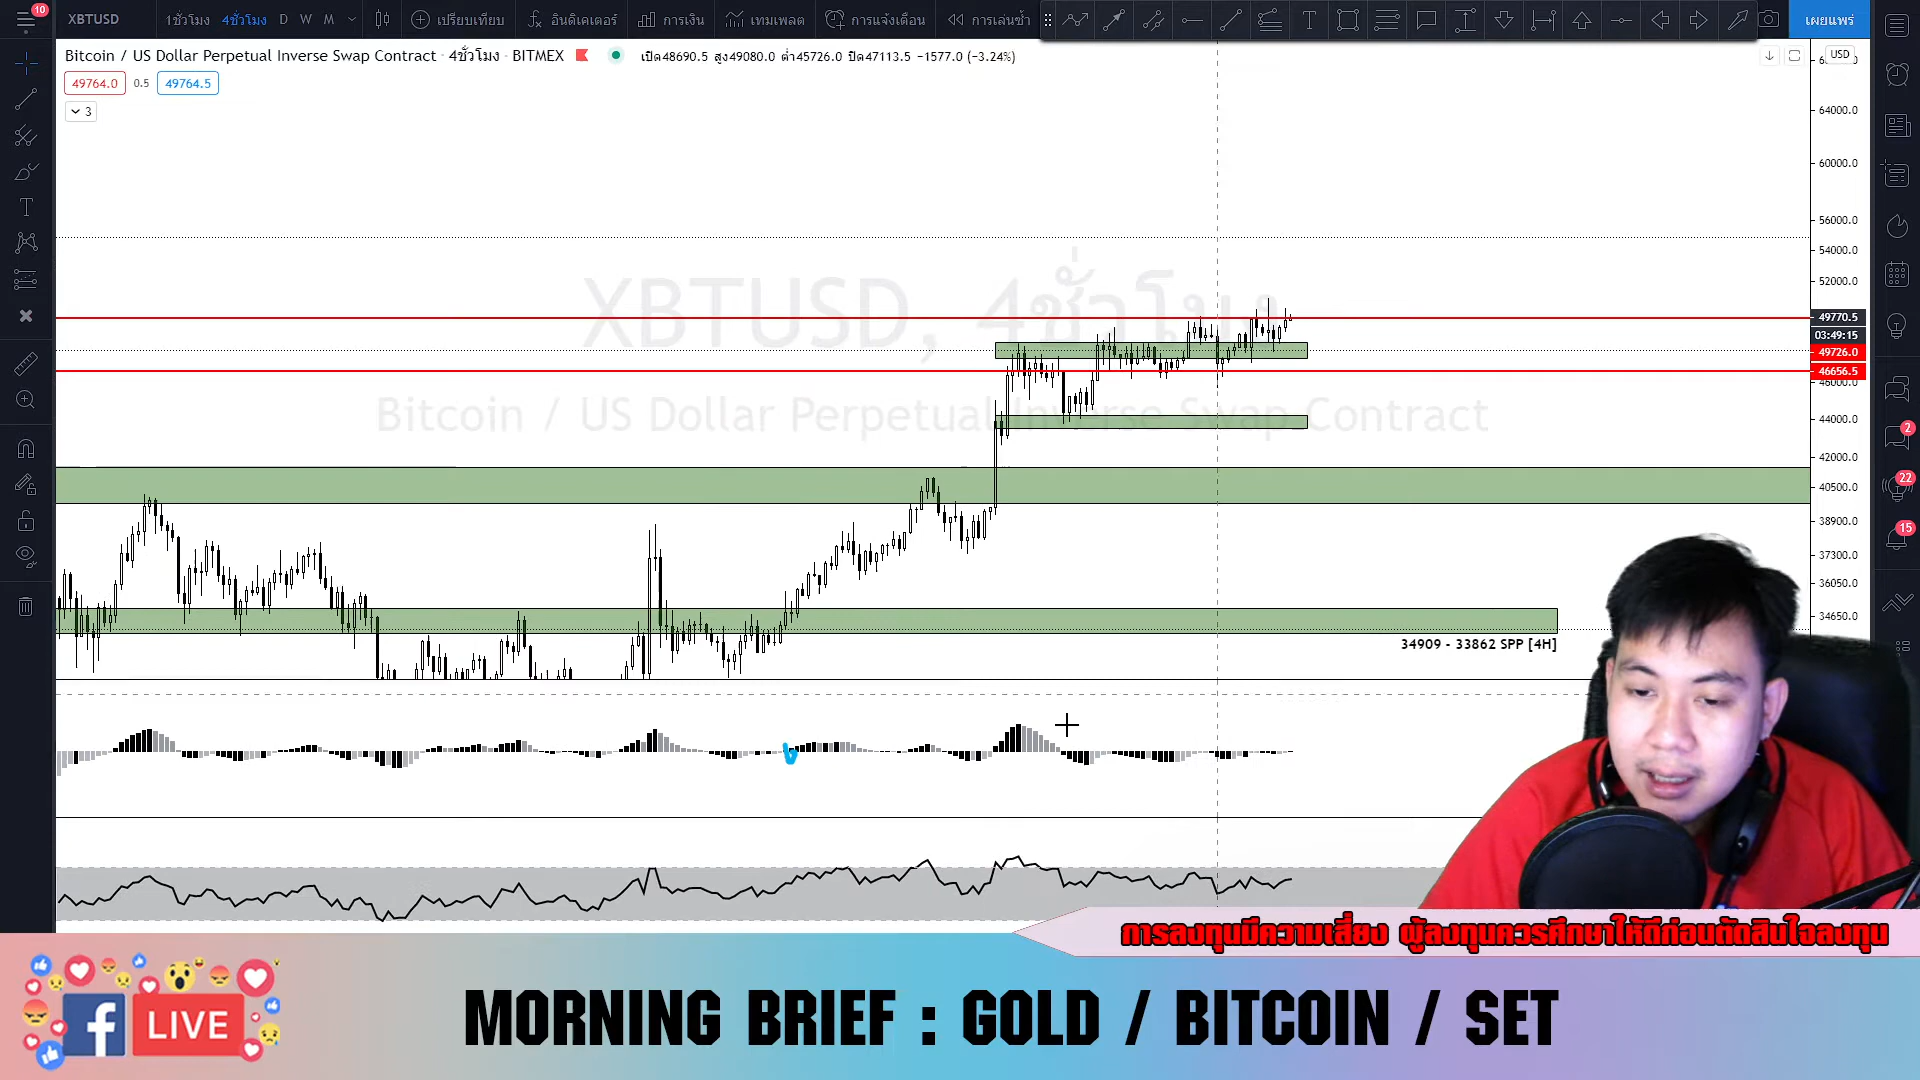 10
XBTUSD
1ชั่วโมง 4ชั่วโมง D W M
เปรียบเทียบ
อินดิเคเตอร์
การเงิน
เทมเพลต
การแจ้งเตือน
การเล่นซ้ำ
เผยแพร่
Bitcoin / US Dollar Perpetual Inverse Swap Contract · 4ชั่วโมง · BITMEX
เปิด48690.5 สูง49080.0 ต่ำ45726.0 ปิด47113.5 −1577.0 (−3.24%)
USD
49764.0 0.5 49764.5
3
64000.0
60000.0
56000.0
54000.0
52000.0
XBTUSD, 4ชั่วโมง
49770.5
03:49:15
49726.0
46656.5
46000.0
Bitcoin / US Dollar Perpetual Inverse Swap Contract
44000.0
42000.0
40500.0
38900.0
37300.0
36050.0
34650.0
34909 - 33862 SPP [4H]
2
22
15
การลงทุนมีความเสี่ยง ผู้ลงทุนควรศึกษาให้ดีก่อนตัดสินใจลงทุน
f LIVE
MORNING BRIEF : GOLD / BITCOIN / SET